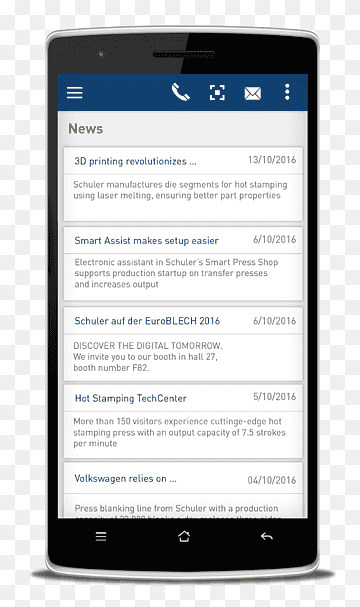 News
3D printing revolutionizes ... 13/10/2016
Schuler manufactures die segments for hot stamping
using laser melting, ensuring better part properties
Smart Assist makes setup easier 6/10/2016
Electronic assistant in Schuler's Smart Press Shop
supports production startup on transfer presses
and increases output
Schuler auf der EuroBLECH 2016 6/10/2016
DISCOVER THE DIGITAL TOMORROW.
We invite you to our booth in hall 27,
booth number F82.
Hot Stamping TechCenter 5/10/2016
More than 150 visitors experience cuttinge-edge hot
stamping press with an output capacity of 7.5 strokes
per minute
Volkswagen relies on ... 04/10/2016
Press blanking line from Schuler with a production